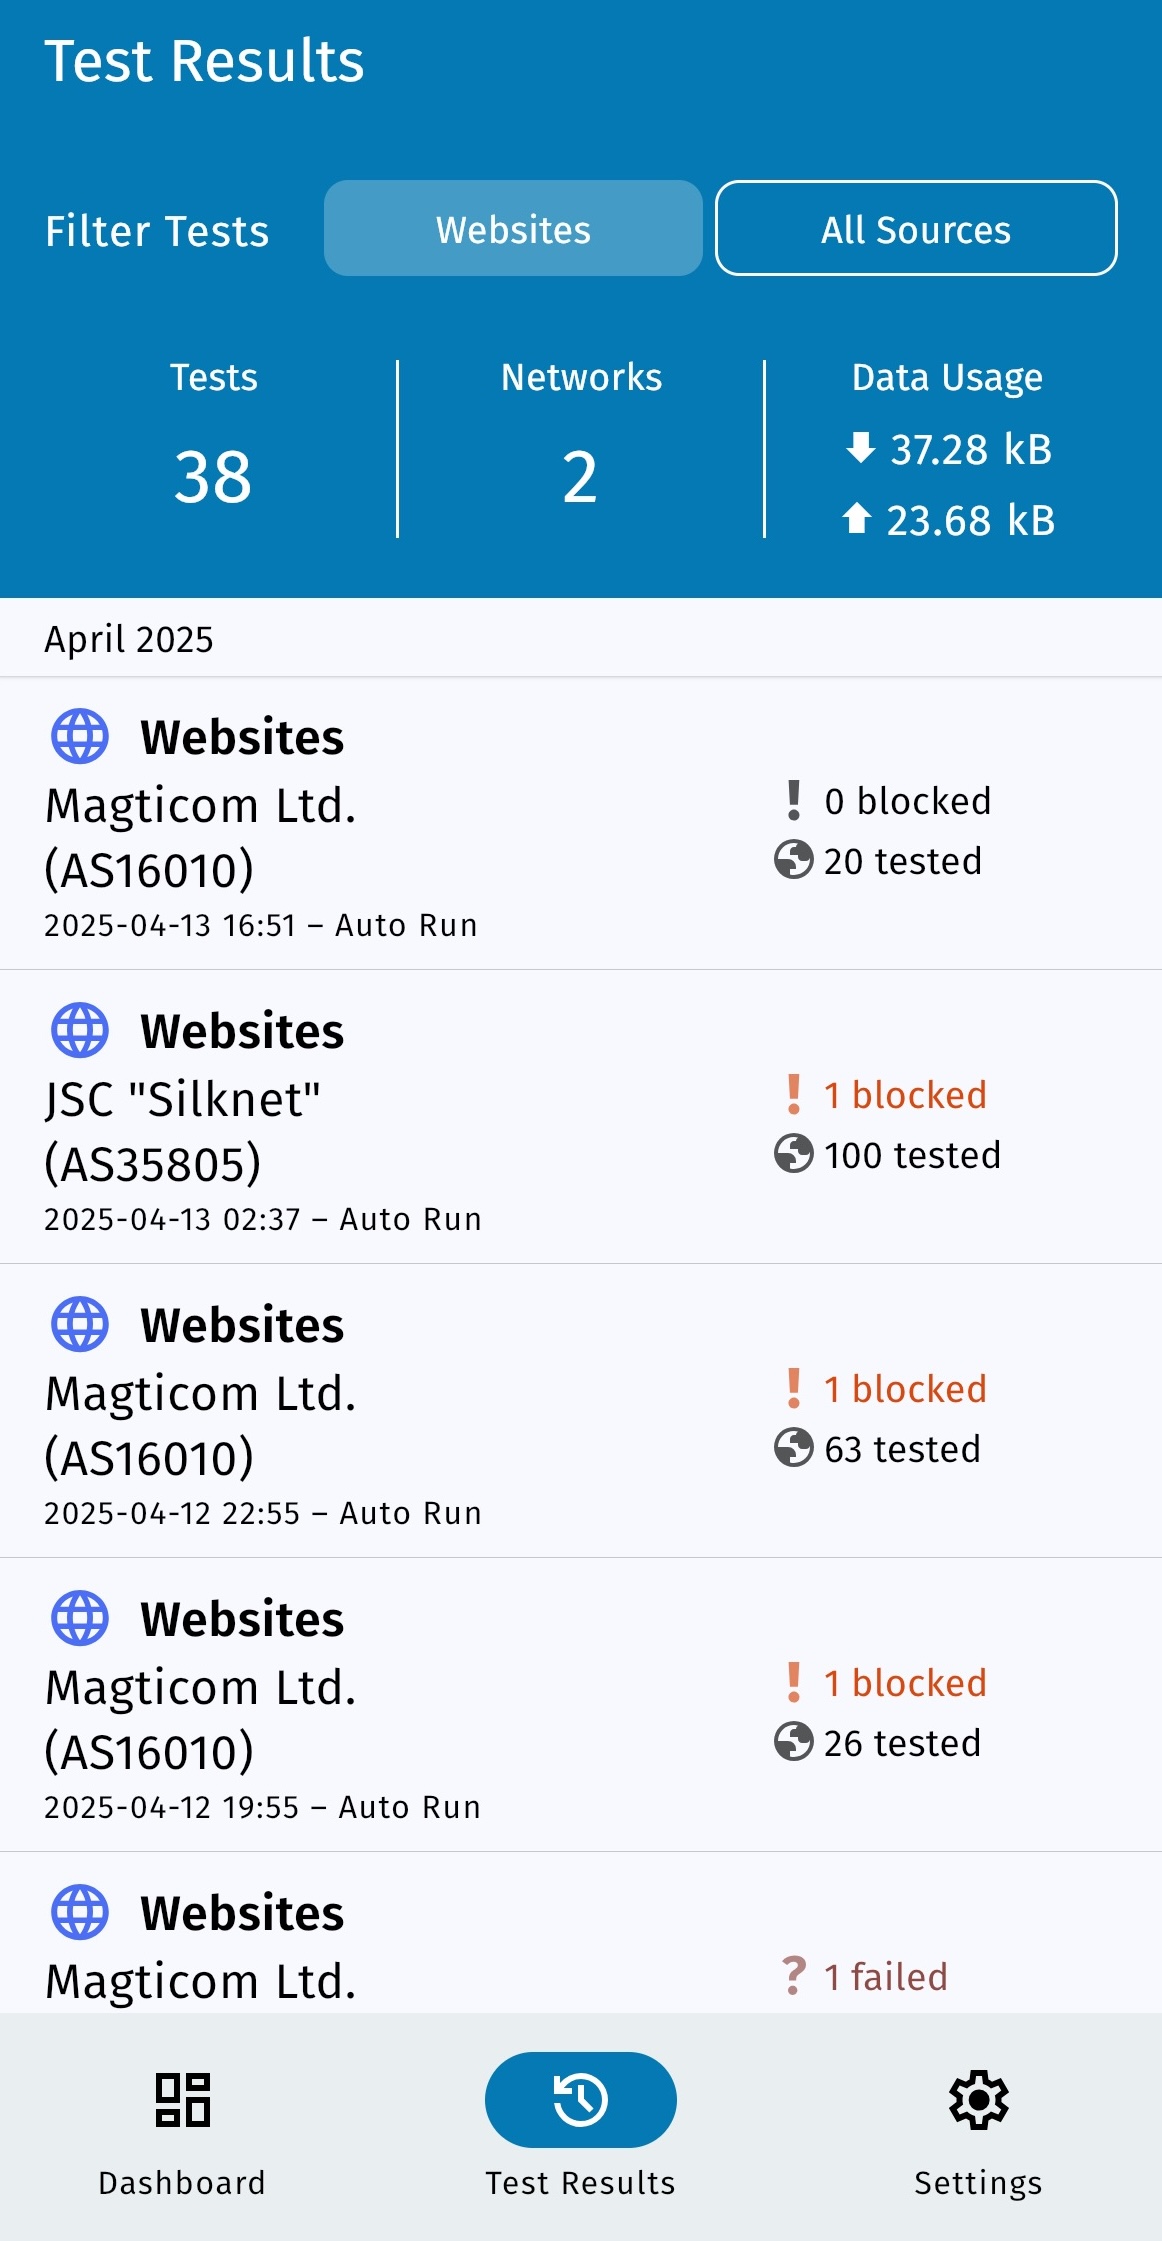 Test Results
Filter Tests
Websites
All Sources
Tests
38
Networks
2
Data Usage
37.28 kB
23.68 kB
April 2025
Websites
Magticom Ltd.
(AS16010)
2025-04-13 16:51 – Auto Run
0 blocked
20 tested
Websites
JSC "Silknet"
(AS35805)
2025-04-13 02:37 – Auto Run
1 blocked
100 tested
Websites
Magticom Ltd.
(AS16010)
2025-04-12 22:55 – Auto Run
1 blocked
63 tested
Websites
Magticom Ltd.
(AS16010)
2025-04-12 19:55 – Auto Run
1 blocked
26 tested
Websites
Magticom Ltd.
1 failed
Dashboard
Test Results
Settings